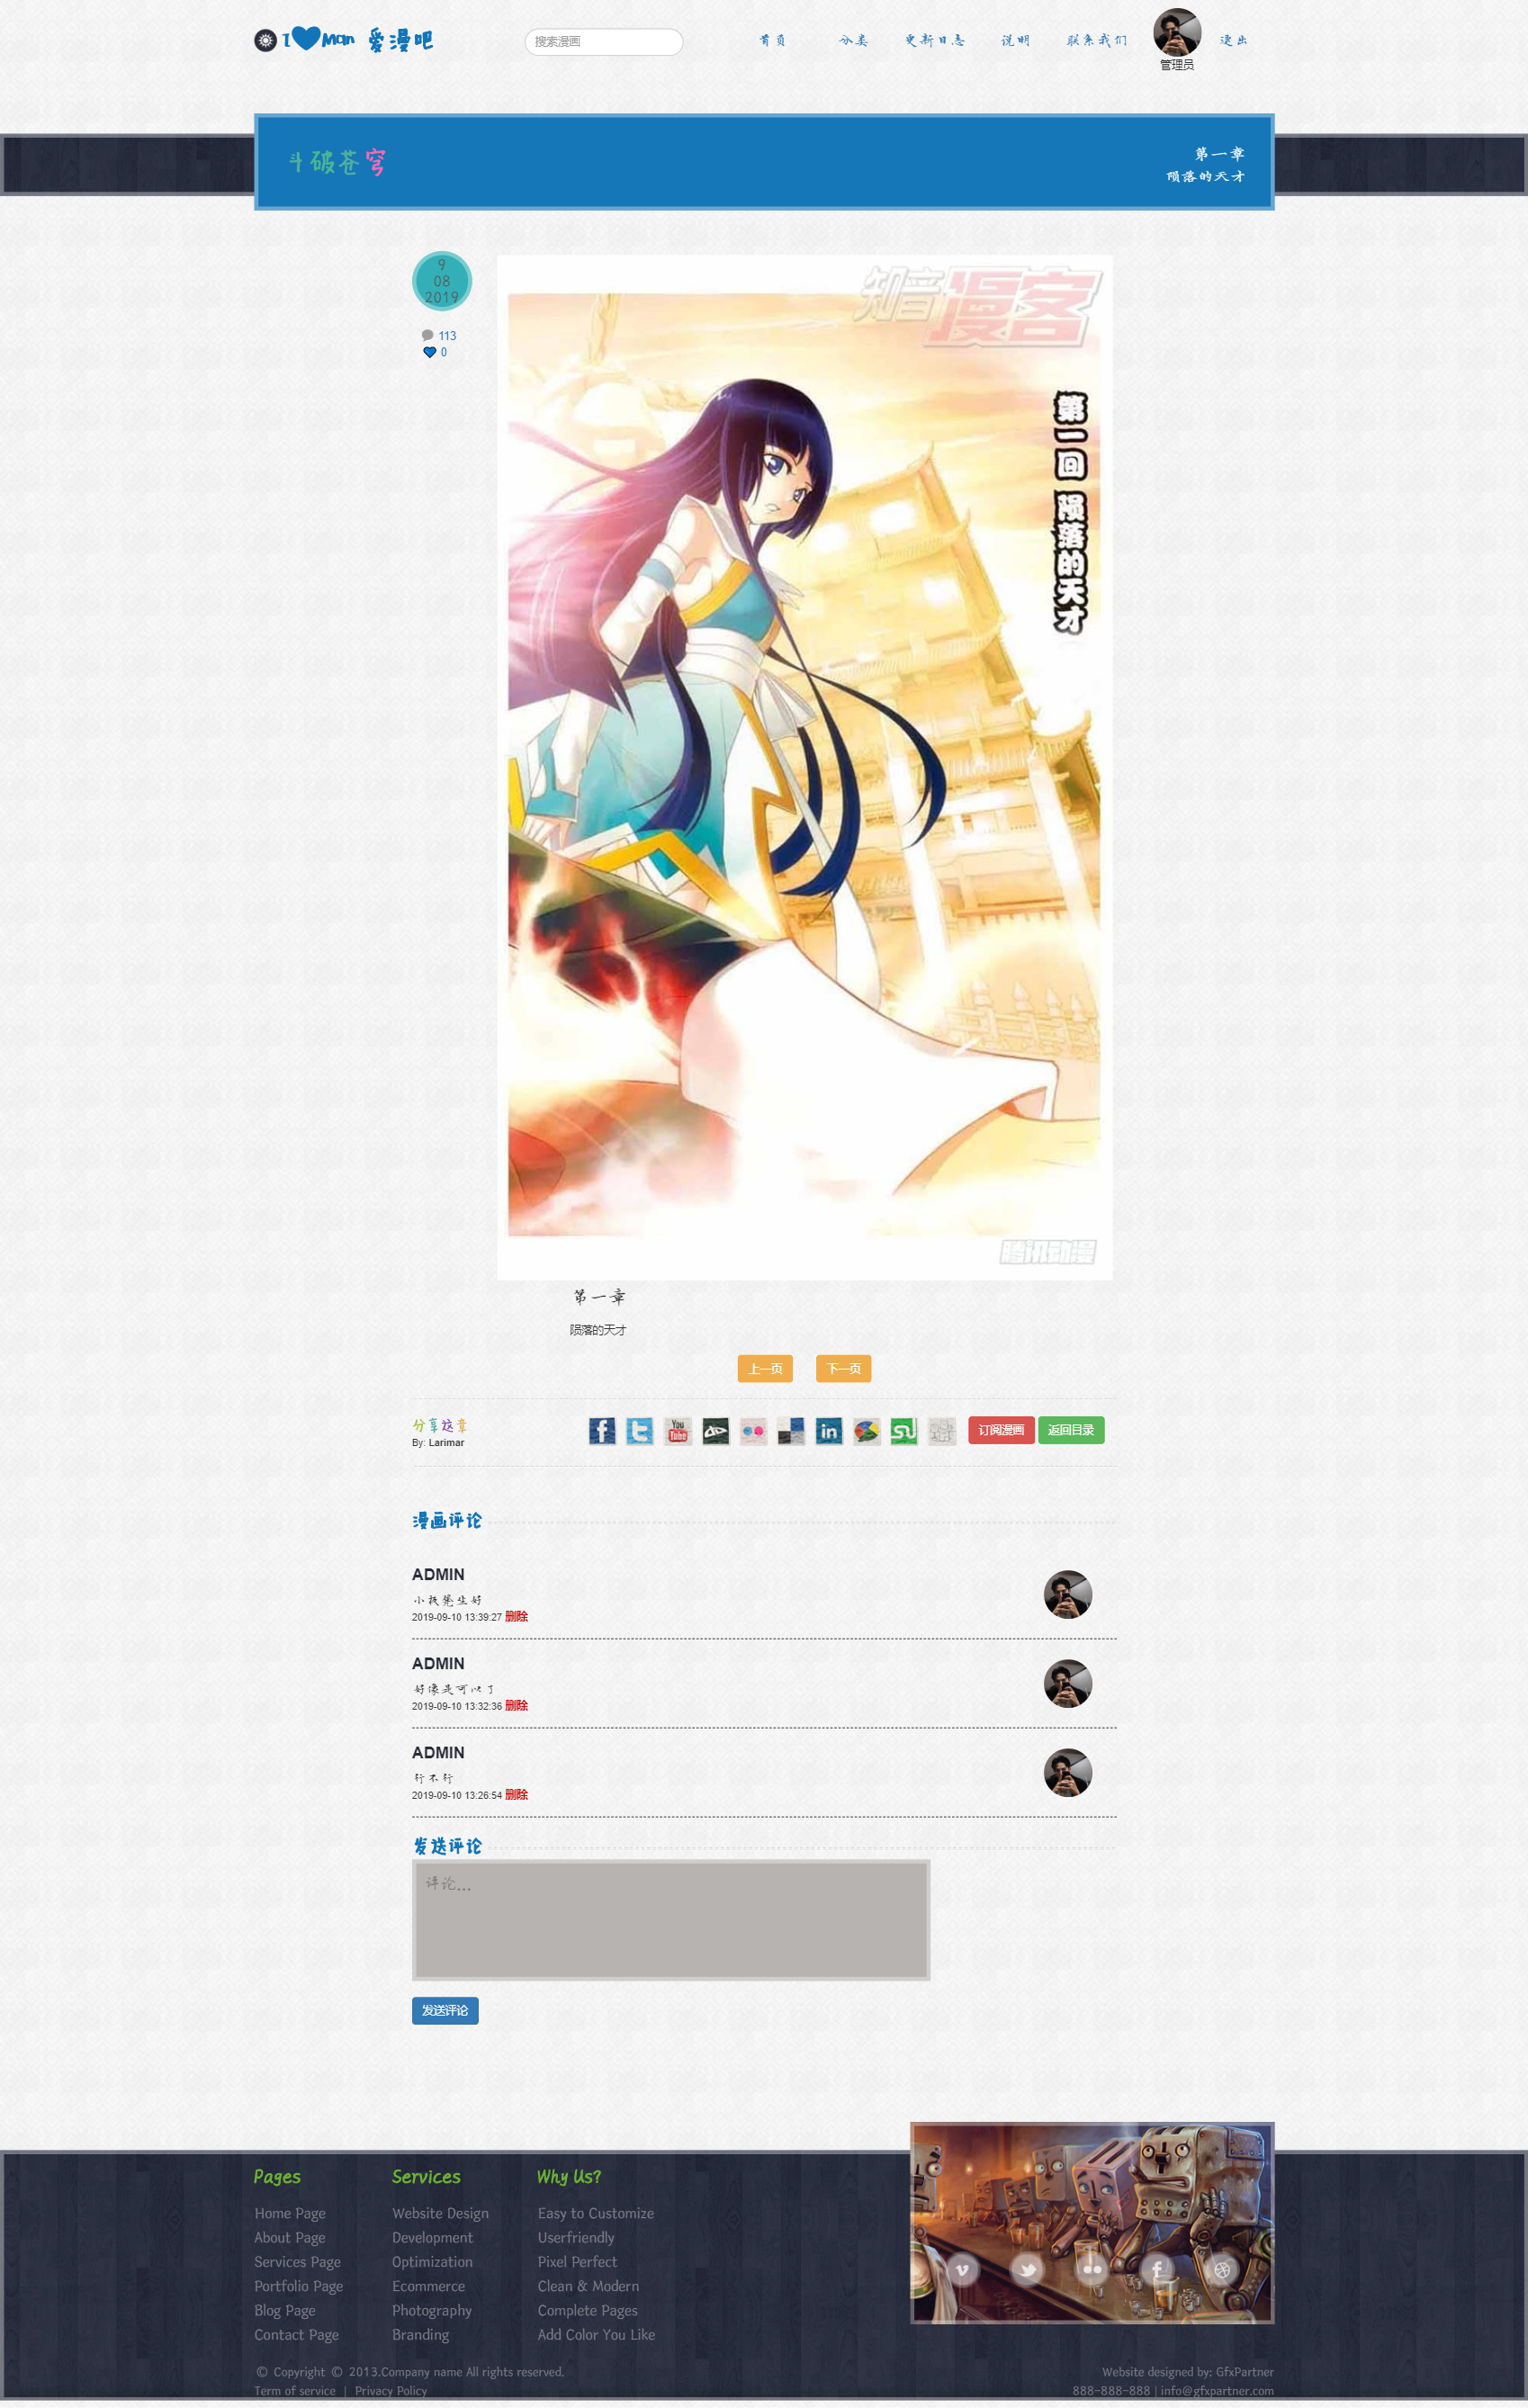 I Man 爱漫吧
搜索漫画
首页 分类 更新日志 说明 联系我们 退出
管理员
斗破苍穹
第一章
陨落的天才
9
08
2019
113
0
知音漫客
第一回 陨落的天才
腾讯动漫
第一章
陨落的天才
上一页 下一页
分享这章
By: Larimar
You Tube
in
订阅漫画 返回目录
漫画评论
ADMIN
小扳凳生好
2019-09-10 13:39:27 删除
ADMIN
好像是可以了
2019-09-10 13:32:36 删除
ADMIN
行不行
2019-09-10 13:26:54 删除
发送评论
评论...
发送评论
Pages Services Why Us?
Home Page Website Design Easy to Customize
About Page Development Userfriendly
Services Page Optimization Pixel Perfect
Portfolio Page Ecommerce Clean & Modern
Blog Page Photography Complete Pages
Contact Page Branding Add Color You Like
© Copyright © 2013.Company name All rights reserved.
Term of service | Privacy Policy
Website designed by: GfxPartner
888-888-888 | info@gfxpartner.com